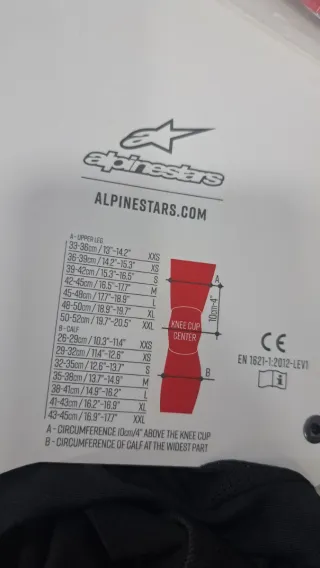 alpinestars
ALPINESTARS.COM
A - UPPER LEG
33-36cm / 13"-14.2" XXS
36-39cm / 14.2"-15.3" XS
39-42cm / 15.3"-16.5" S
42-45cm / 16.5"-17.7" M
45-48cm / 17.7"-18.9" L
48-50cm / 18.9"-19.7" XL
50-52cm / 19.7"-20.5" XXL
B - CALF
26-29cm / 10.3"-11.4" XXS
29-32cm / 11.4"-12.6" XS
32-35cm / 12.6"-13.7" S
35-38cm / 13.7"-14.9" M
38-41cm / 14.9"-16.2" L
41-43cm / 16.2"-16.9" XL
43-45cm / 16.9"-17.7" XXL
A
10cm-4"
KNEE CUP
CENTER
B
CE
EN 1621-1:2012-LEV1
i
A - CIRCUMFERENCE 10cm/4" ABOVE THE KNEE CUP
B - CIRCUMFERENCE OF CALF AT THE WIDEST PART